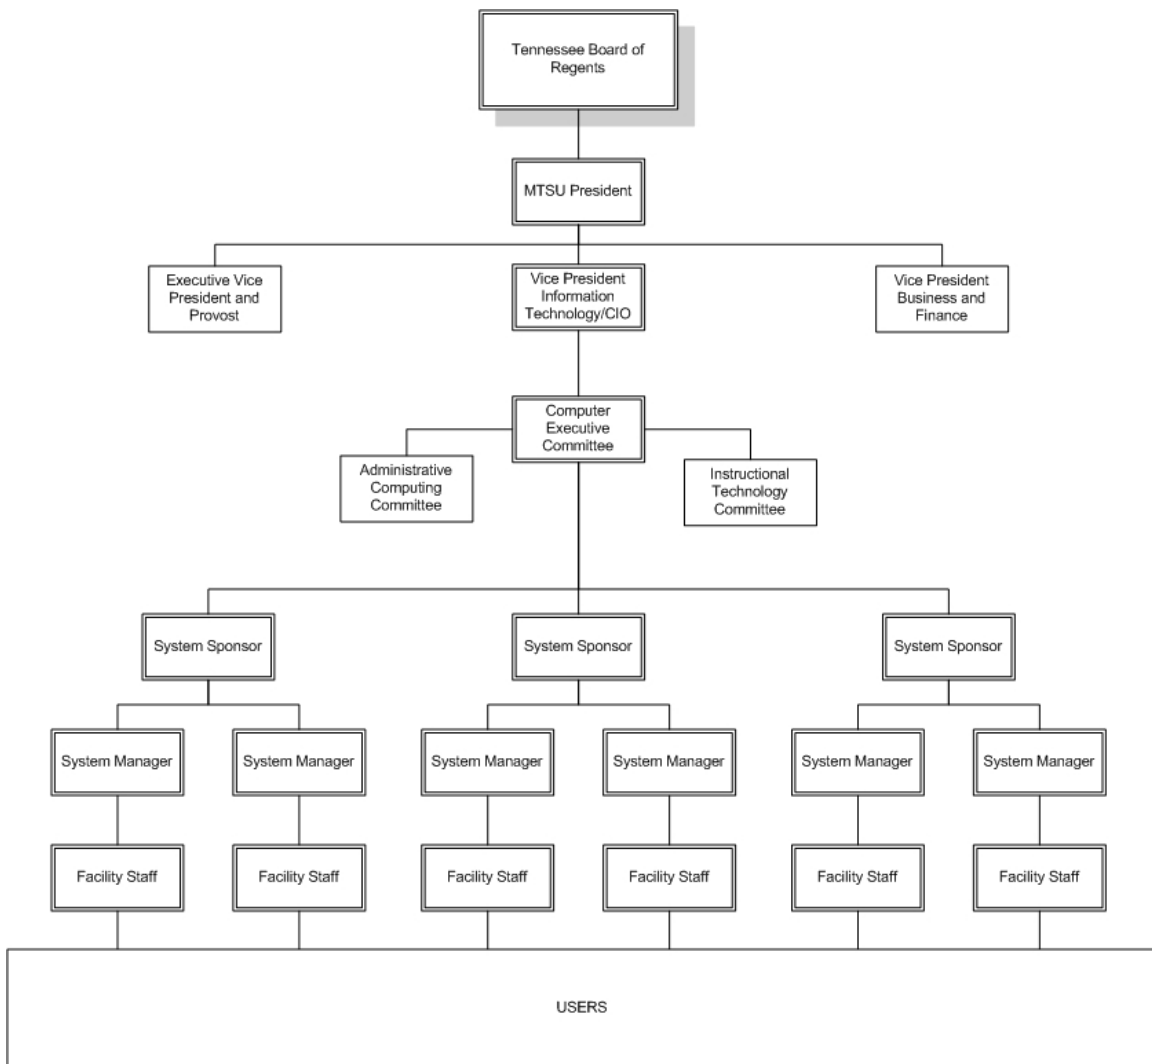 Tennessee Board of
Regents
MTSU President
Executive Vice
President and
Provost
Vice President
Information
Technology/CIO
Vice President
Business and
Finance
Computer
Executive
Committee
Administrative
Computing
Committee
Instructional
Technology
Committee
System Sponsor
System Sponsor
System Sponsor
System Manager
System Manager
System Manager
System Manager
System Manager
System Manager
Facility Staff
Facility Staff
Facility Staff
Facility Staff
Facility Staff
Facility Staff
USERS